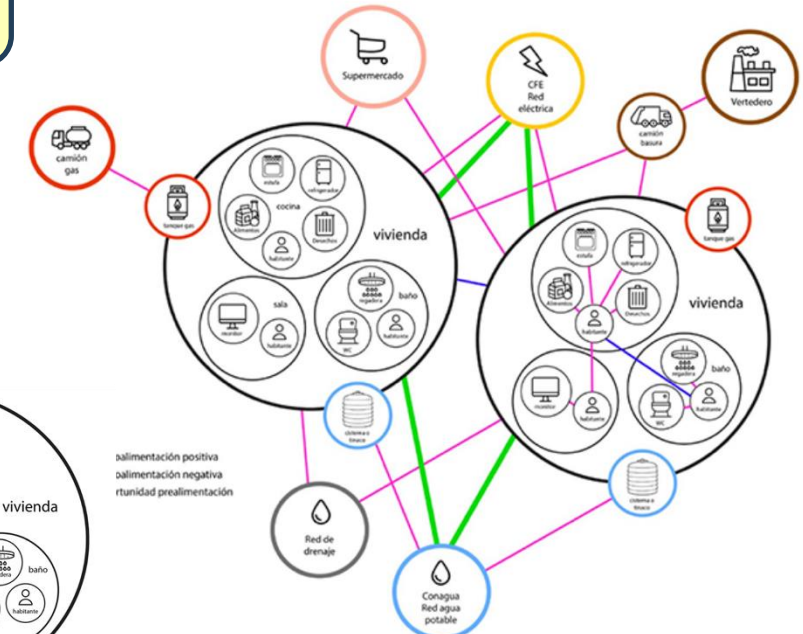 Supermercado
CFE
Red
eléctrica
Vertedero
camión
basura
camión
gas
tanque gas
estufa
refrigerador
cocina
Alimentos
Desechos
habitante
vivienda
sala
monitor
habitante
regadera
baño
WC
habitante
cisterna o
tinaco
tanque gas
estufa
refrigerador
Alimentos
Desechos
habitante
vivienda
monitor
habitante
regadera
baño
WC
habitante
cisterna o
tinaco
oalimentación positiva
oalimentación negativa
rtunidad prealimentación
Red de
drenaje
Conagua
Red agua
potable
vivienda
baño
habitante